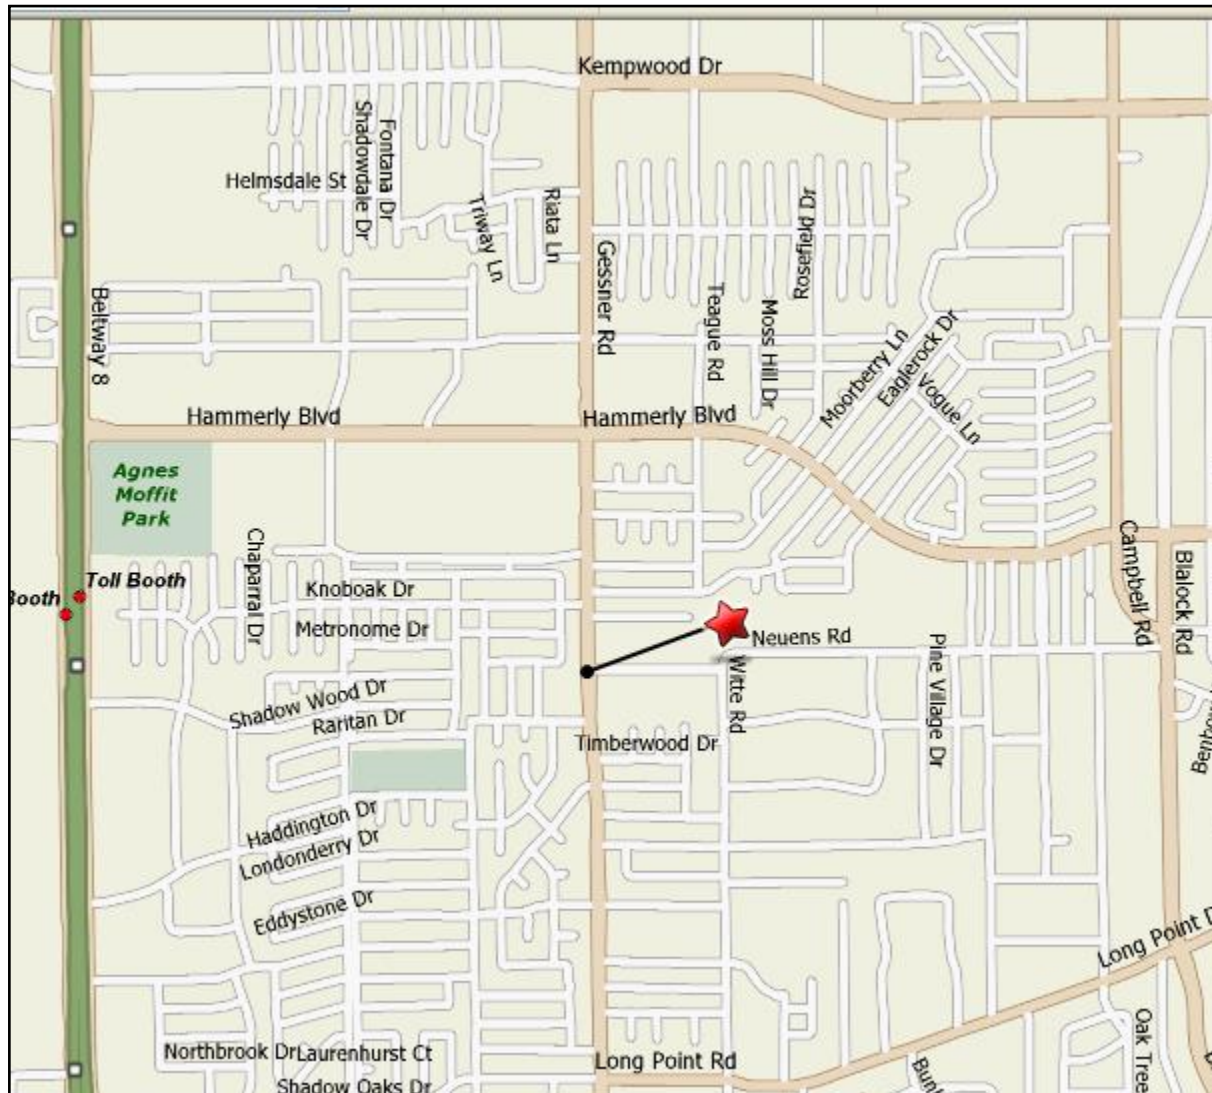 Kempwood Dr
Fontana Dr
Shadowdale Dr
Helmsdale St
Triway Ln
Riata Ln
Gessner Rd
Rosefield Dr
Teague Rd
Moss Hill Dr
Moorberry Ln
Eaglerock Dr
Vogue Ln
Beltway 8
Hammerly Blvd
Hammerly Blvd
Agnes
Moffit
Park
Chaparral Dr
Toll Booth
Booth
Knoboak Dr
Metronome Dr
Campbell Rd
Blalock Rd
Neuens Rd
Witte Rd
Pine Village Dr
Shadow Wood Dr
Raritan Dr
Timberwood Dr
Haddington Dr
Londonderry Dr
Eddystone Dr
Long Point D
Northbrook Dr
Laurenhurst Ct
Long Point Rd
Shadow Oaks Dr
Oak Tree